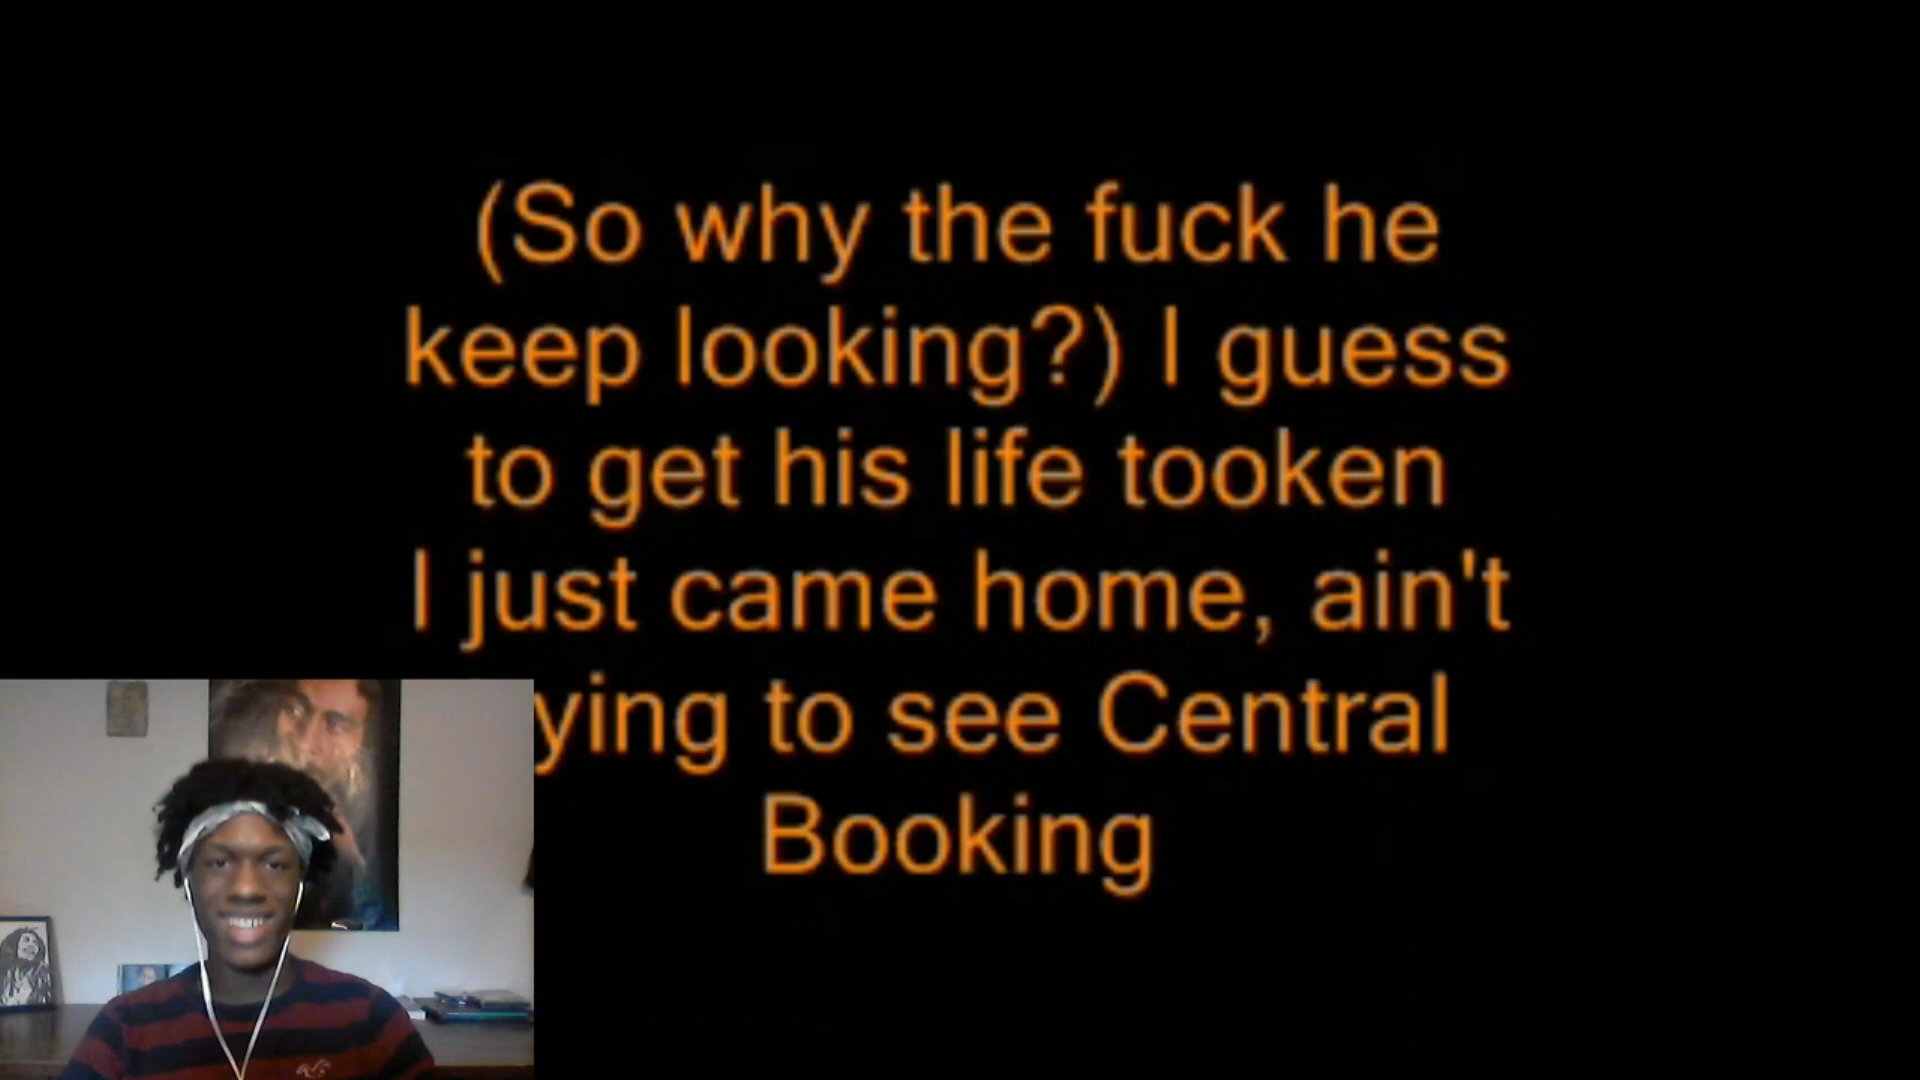 (So why the fuck he
keep looking?) I guess
to get his life tooken
I just came home, ain't
ying to see Central
Booking